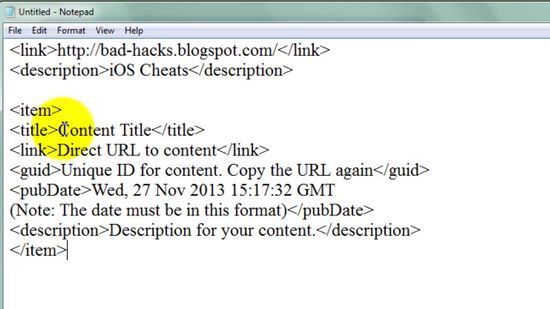 Untitled - Notepad
File Edit Format View Help
<link>http://bad-hacks.blogspot.com/</link>
<description>iOS Cheats</description>
<item>
<title>Content Title</title>
<link>Direct URL to content</link>
<guid>Unique ID for content. Copy the URL again</guid>
<pubDate>Wed, 27 Nov 2013 15:17:32 GMT
(Note: The date must be in this format)</pubDate>
<description>Description for your content.</description>
</item>